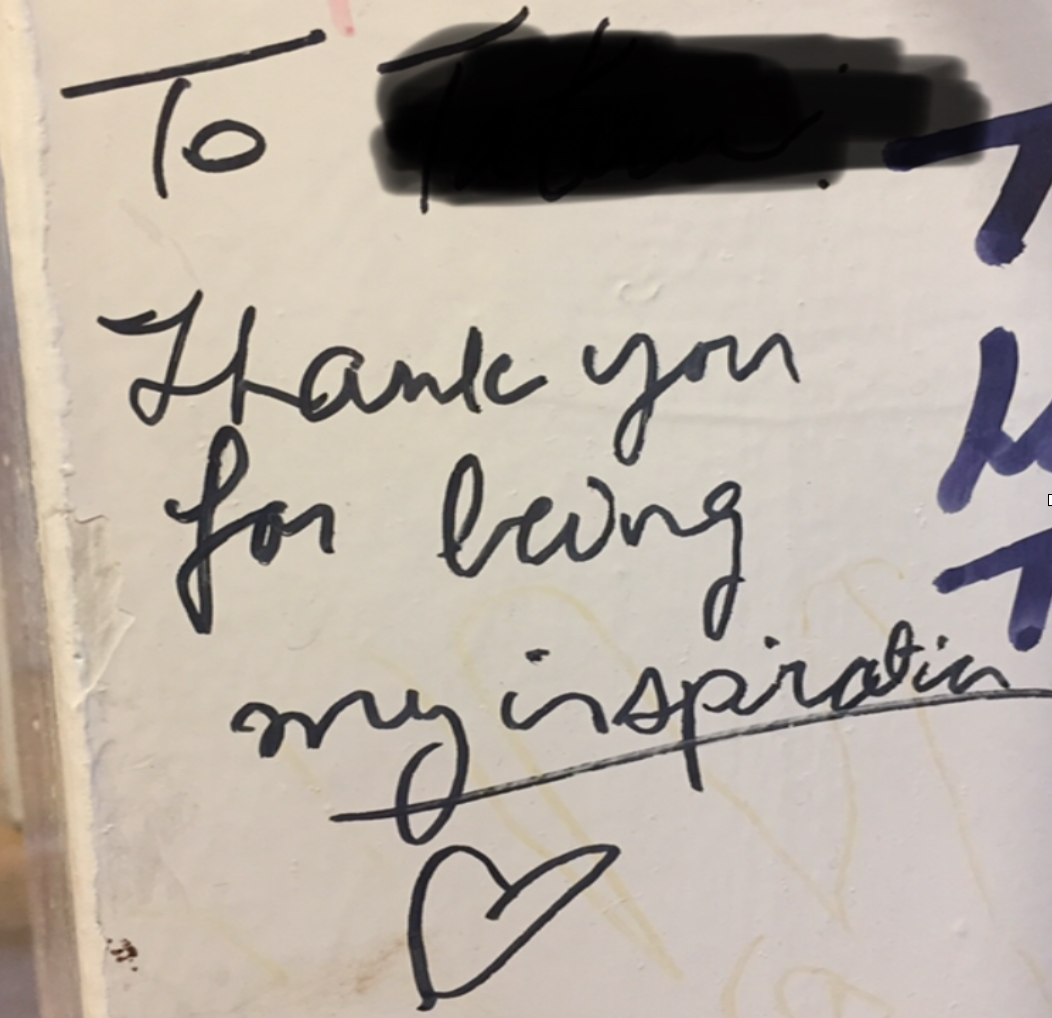 To
Thank you
for being
my inspiration